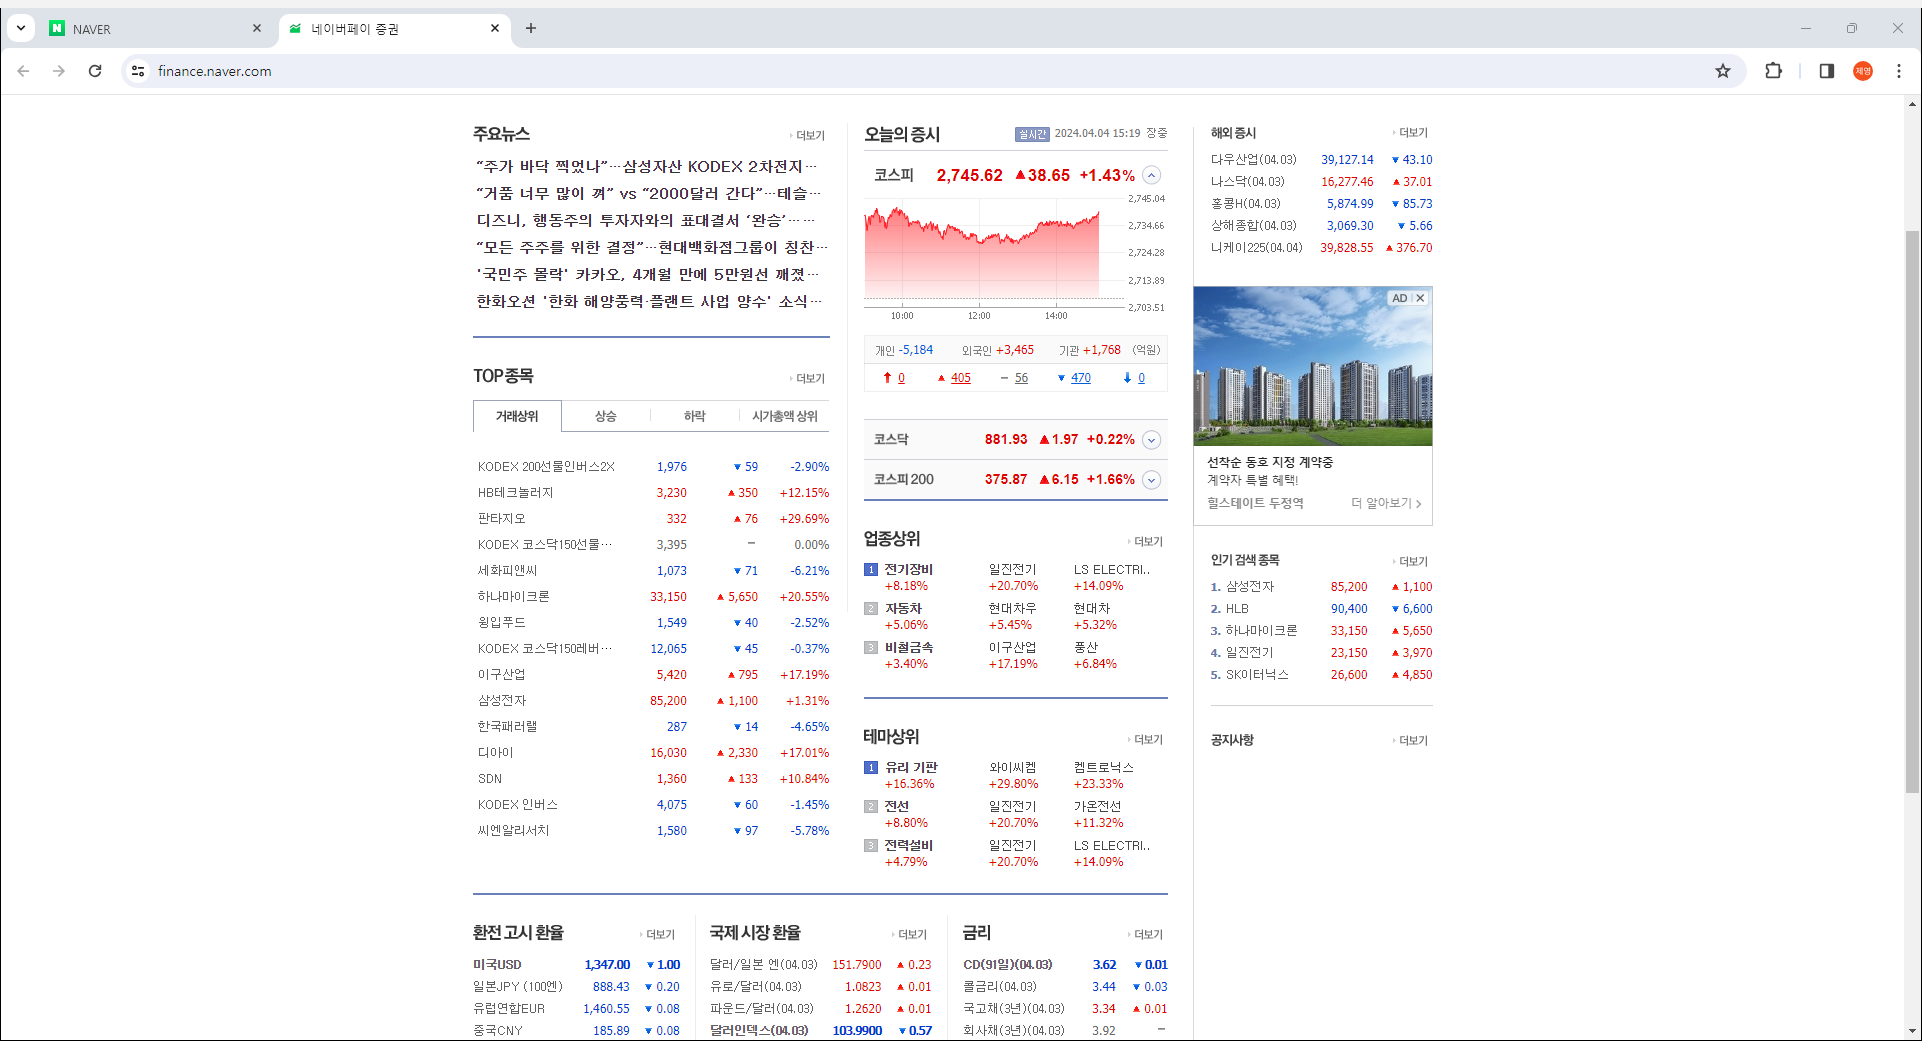 NAVER
네이버페이 증권
finance.naver.com
제영
주요뉴스
더보기
“주가 바닥 찍었나”…삼성자산 KODEX 2차전지…
“거품 너무 많이 껴” vs “2000달러 간다”…테슬…
디즈니, 행동주의 투자자와의 표대결서 ‘완승’……
“모든 주주를 위한 결정”…현대백화점그룹이 칭찬…
'국민주 몰락' 카카오, 4개월 만에 5만원선 깨졌…
한화오션 '한화 해양풍력·플랜트 사업 양수' 소식…
TOP 종목
더보기
거래상위 상승 하락 시가총액 상위
KODEX 200선물인버스2X 1,976 ▼ 59 -2.90%
HB테크놀러지 3,230 ▲ 350 +12.15%
판타지오 332 ▲ 76 +29.69%
KODEX 코스닥150선물… 3,395 - 0.00%
세화피앤씨 1,073 ▼ 71 -6.21%
하나마이크론 33,150 ▲ 5,650 +20.55%
윙입푸드 1,549 ▼ 40 -2.52%
KODEX 코스닥150레버… 12,065 ▼ 45 -0.37%
이구산업 5,420 ▲ 795 +17.19%
삼성전자 85,200 ▲ 1,100 +1.31%
한국패러랠 287 ▼ 14 -4.65%
디아이 16,030 ▲ 2,330 +17.01%
SDN 1,360 ▲ 133 +10.84%
KODEX 인버스 4,075 ▼ 60 -1.45%
씨엔알리서치 1,580 ▼ 97 -5.78%
오늘의 증시
실시간 2024.04.04 15:19 장중
코스피 2,745.62 ▲ 38.65 +1.43%
2,745.04
2,734.66
2,724.28
2,713.89
2,703.51
10:00 12:00 14:00
개인 -5,184 외국인 +3,465 기관 +1,768 (억원)
↑ 0 ▲ 405 - 56 ▼ 470 ↓ 0
코스닥 881.93 ▲ 1.97 +0.22%
코스피 200 375.87 ▲ 6.15 +1.66%
업종상위
더보기
1 전기장비 일진전기 LS ELECTRI..
+8.18% +20.70% +14.09%
2 자동차 현대차우 현대차
+5.06% +5.45% +5.32%
3 비철금속 이구산업 풍산
+3.40% +17.19% +6.84%
테마상위
더보기
1 유리 기판 와이씨켐 켐트로닉스
+16.36% +29.80% +23.33%
2 전선 일진전기 가온전선
+8.80% +20.70% +11.32%
3 전력설비 일진전기 LS ELECTRI..
+4.79% +20.70% +14.09%
해외 증시
더보기
다우산업(04.03) 39,127.14 ▼ 43.10
나스닥(04.03) 16,277.46 ▲ 37.01
홍콩H(04.03) 5,874.99 ▼ 85.73
상해종합(04.03) 3,069.30 ▼ 5.66
니케이225(04.04) 39,828.55 ▲ 376.70
AD
선착순 동호 지정 계약중
계약자 특별 혜택!
힐스테이트 두정역 더 알아보기
인기 검색 종목
더보기
1. 삼성전자 85,200 ▲ 1,100
2. HLB 90,400 ▼ 6,600
3. 하나마이크론 33,150 ▲ 5,650
4. 일진전기 23,150 ▲ 3,970
5. SK이터닉스 26,600 ▲ 4,850
공지사항
더보기
환전 고시 환율
더보기
미국USD 1,347.00 ▼ 1.00
일본JPY (100엔) 888.43 ▼ 0.20
유럽연합EUR 1,460.55 ▼ 0.08
중국CNY 185.89 ▼ 0.08
국제 시장 환율
더보기
달러/일본 엔(04.03) 151.7900 ▲ 0.23
유로/달러(04.03) 1.0823 ▲ 0.01
파운드/달러(04.03) 1.2620 ▲ 0.01
달러인덱스(04.03) 103.9900 ▼ 0.57
금리
더보기
CD(91일)(04.03) 3.62 ▼ 0.01
콜금리(04.03) 3.44 ▼ 0.03
국고채(3년)(04.03) 3.34 ▲ 0.01
회사채(3년)(04.03) 3.92 -